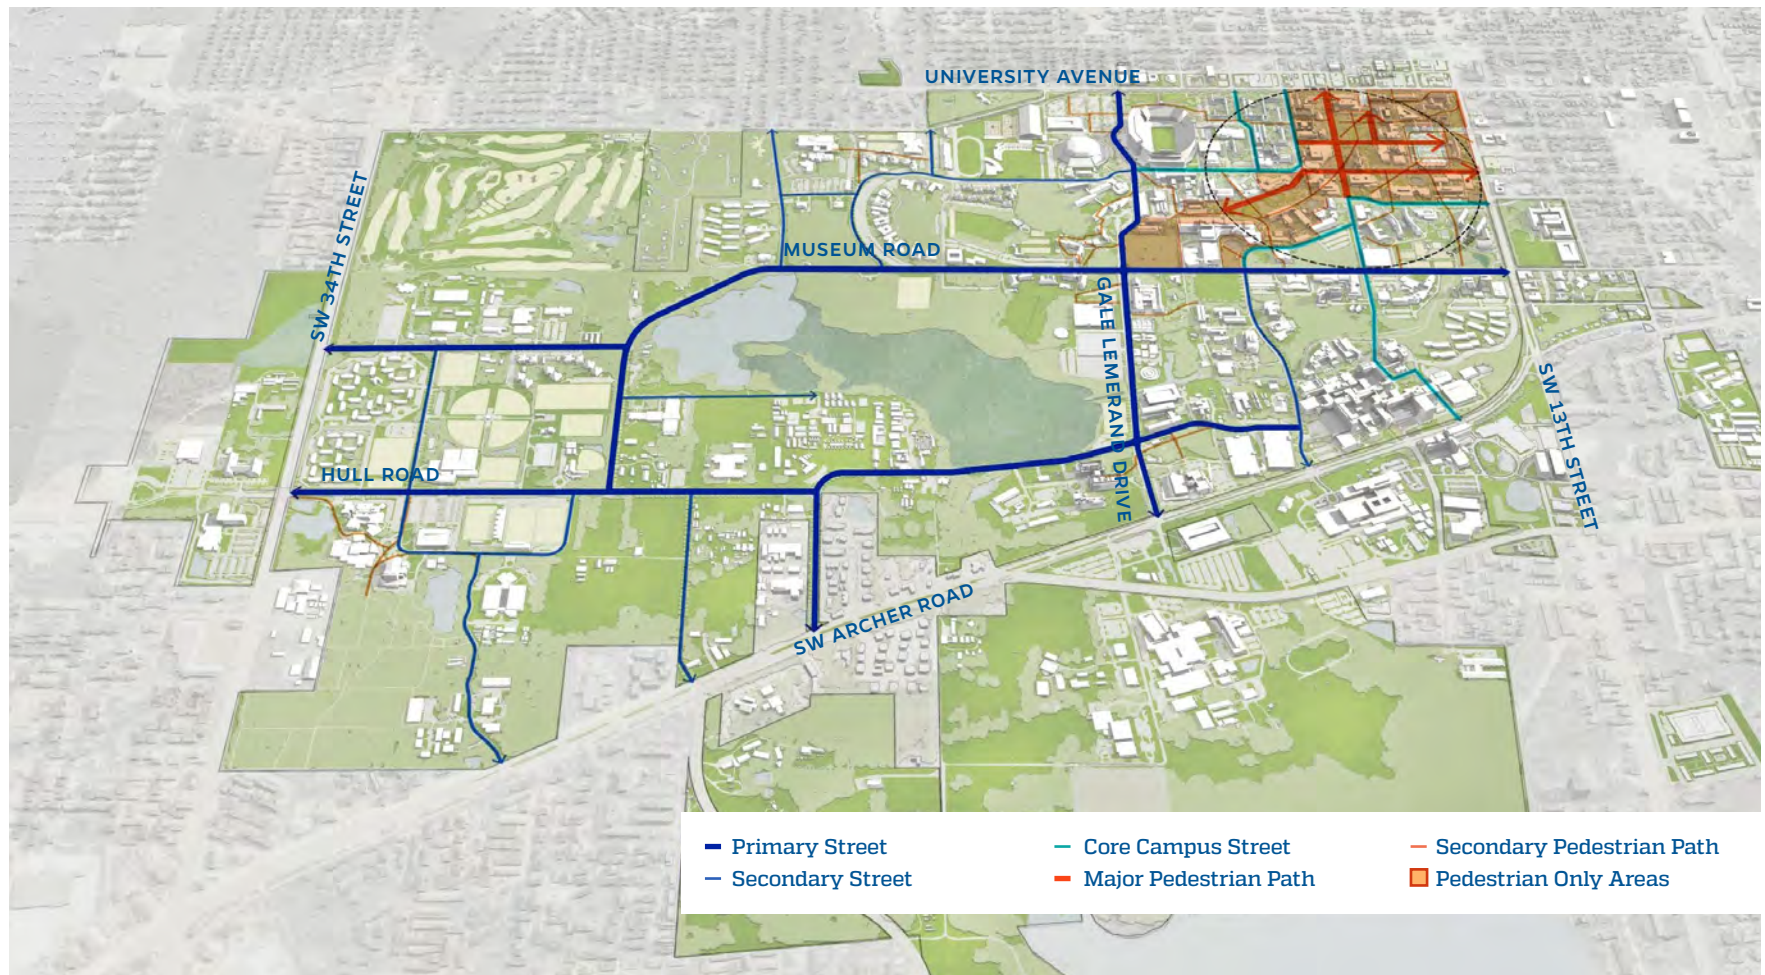 UNIVERSITY AVENUE
SW 34TH STREET
MUSEUM ROAD
GALE LEMERAND DRIVE
SW 13TH STREET
HULL ROAD
SW ARCHER ROAD
Primary Street
Secondary Street
Core Campus Street
Major Pedestrian Path
Secondary Pedestrian Path
Pedestrian Only Areas